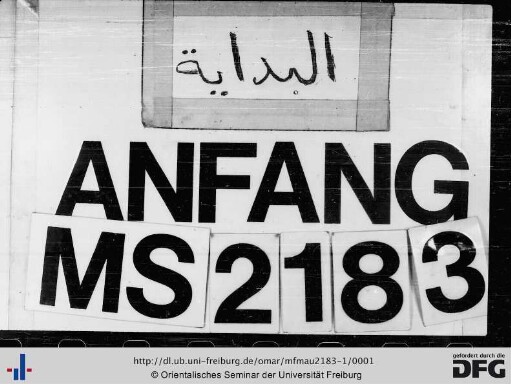 البداية
ANFANG
MS 2183
http://dl.ub.uni-freiburg.de/omar/mfmau2183-1/0001
© Orientalisches Seminar der Universität Freiburg
gefördert durch die
DFG